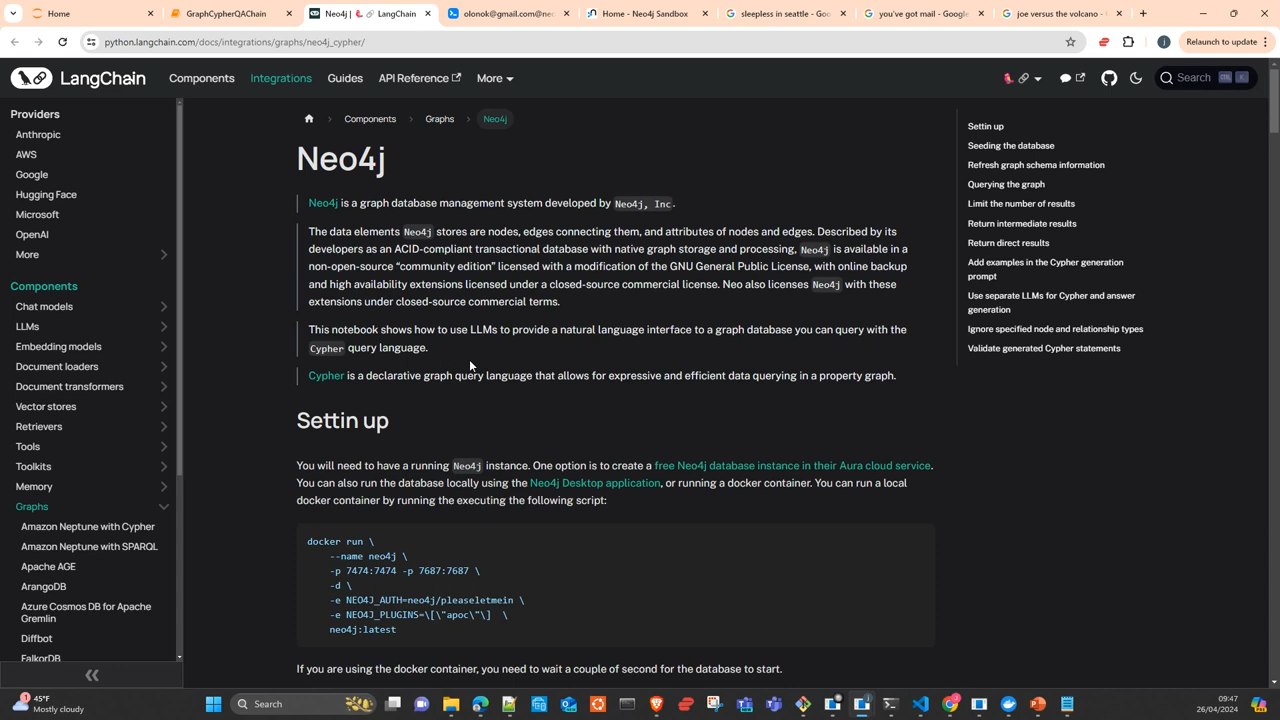 Home
GraphCypherQAChain
Neo4j | 🦜️🔗 LangChain
olonok@gmail.com@ne
Home - Neo4j Sandbox
sleepless in seattle - Goo
you've got mail - Google
joe versus the volcano -
python.langchain.com/docs/integrations/graphs/neo4j_cypher/
j
Relaunch to update
LangChain
Components
Integrations
Guides
API Reference
More
Search
Providers
Anthropic
AWS
Google
Hugging Face
Microsoft
OpenAI
More
Components
Chat models
LLMs
Embedding models
Document loaders
Document transformers
Vector stores
Retrievers
Tools
Toolkits
Memory
Graphs
Amazon Neptune with Cypher
Amazon Neptune with SPARQL
Apache AGE
ArangoDB
Azure Cosmos DB for Apache
Gremlin
Diffbot
FalkorDB
Components
Graphs
Neo4j
Neo4j
Neo4j is a graph database management system developed by Neo4j, Inc.
The data elements Neo4j stores are nodes, edges connecting them, and attributes of nodes and edges. Described by its
developers as an ACID-compliant transactional database with native graph storage and processing, Neo4j is available in a
non-open-source “community edition” licensed with a modification of the GNU General Public License, with online backup
and high availability extensions licensed under a closed-source commercial license. Neo also licenses Neo4j with these
extensions under closed-source commercial terms.
This notebook shows how to use LLMs to provide a natural language interface to a graph database you can query with the
Cypher query language.
Cypher is a declarative graph query language that allows for expressive and efficient data querying in a property graph.
Settin up
You will need to have a running Neo4j instance. One option is to create a free Neo4j database instance in their Aura cloud service.
You can also run the database locally using the Neo4j Desktop application, or running a docker container. You can run a local
docker container by running the executing the following script:
docker run \
--name neo4j \
-p 7474:7474 -p 7687:7687 \
-d \
-e NEO4J_AUTH=neo4j/pleaseletmein \
-e NEO4J_PLUGINS=\[\"apoc\"\] \
neo4j:latest
If you are using the docker container, you need to wait a couple of second for the database to start.
Settin up
Seeding the database
Refresh graph schema information
Querying the graph
Limit the number of results
Return intermediate results
Return direct results
Add examples in the Cypher generation
prompt
Use separate LLMs for Cypher and answer
generation
Ignore specified node and relationship types
Validate generated Cypher statements
1
45°F
Mostly cloudy
Search
09:47
26/04/2024